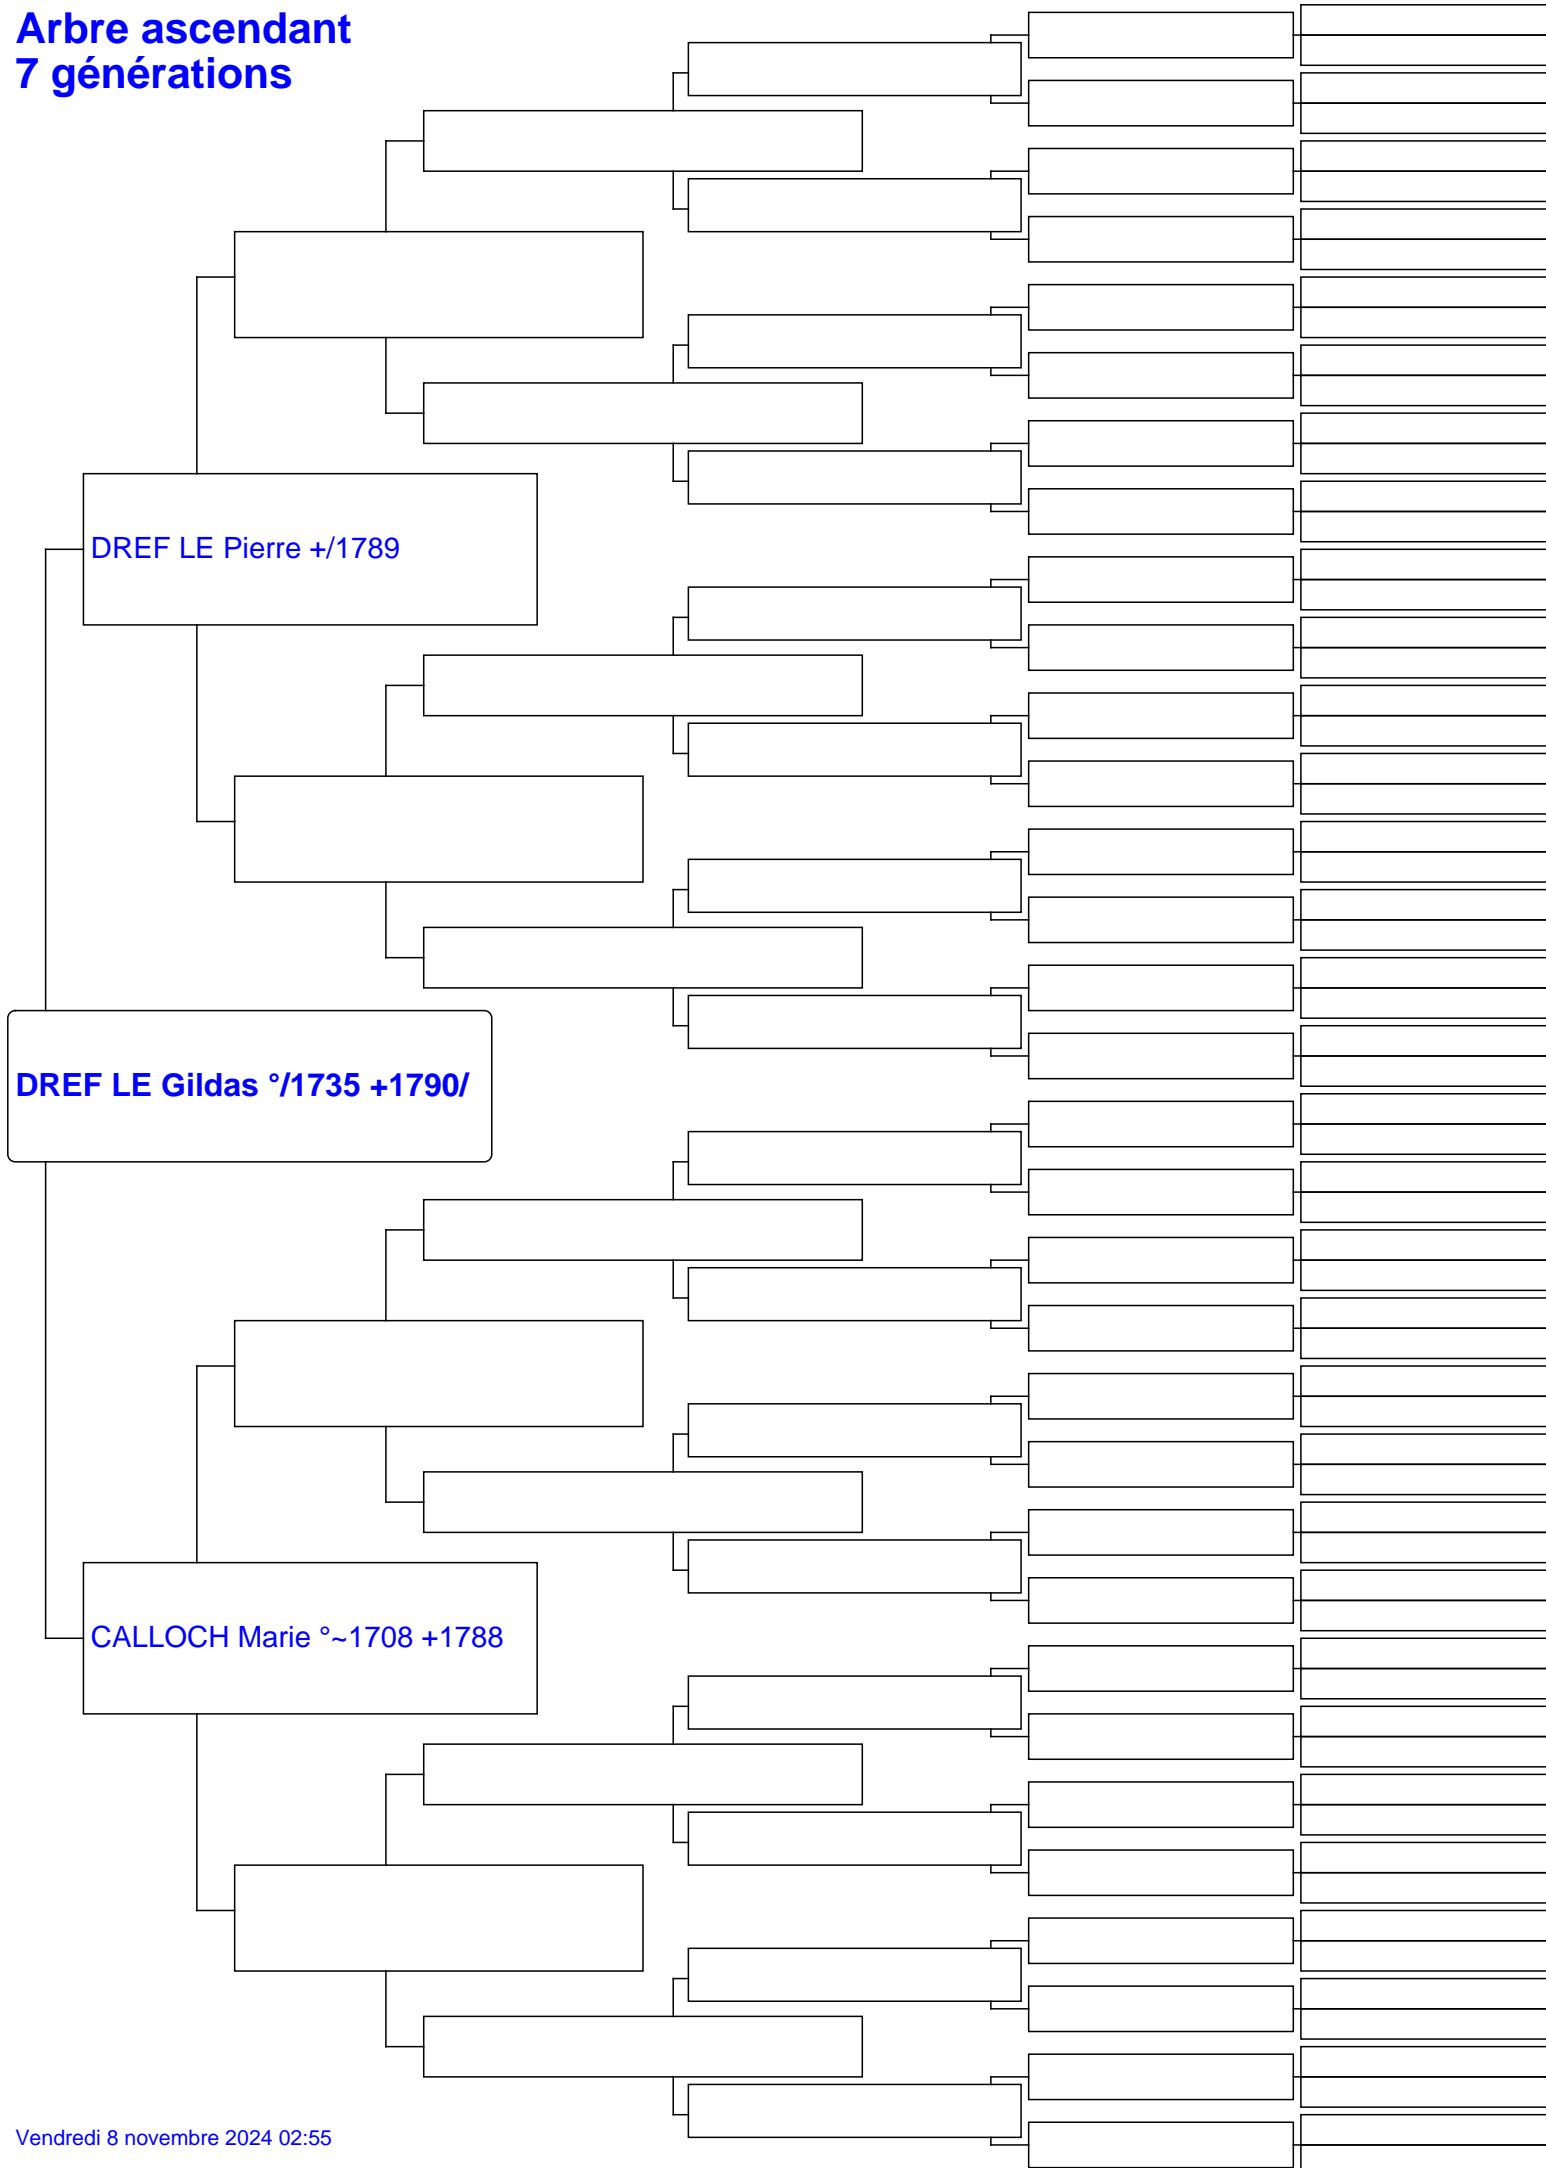 Arbre ascendant
7 générations
DREF LE Pierre +/1789
DREF LE Gildas °/1735 +1790/
CALLOCH Marie °~1708 +1788
Vendredi 8 novembre 2024 02:55